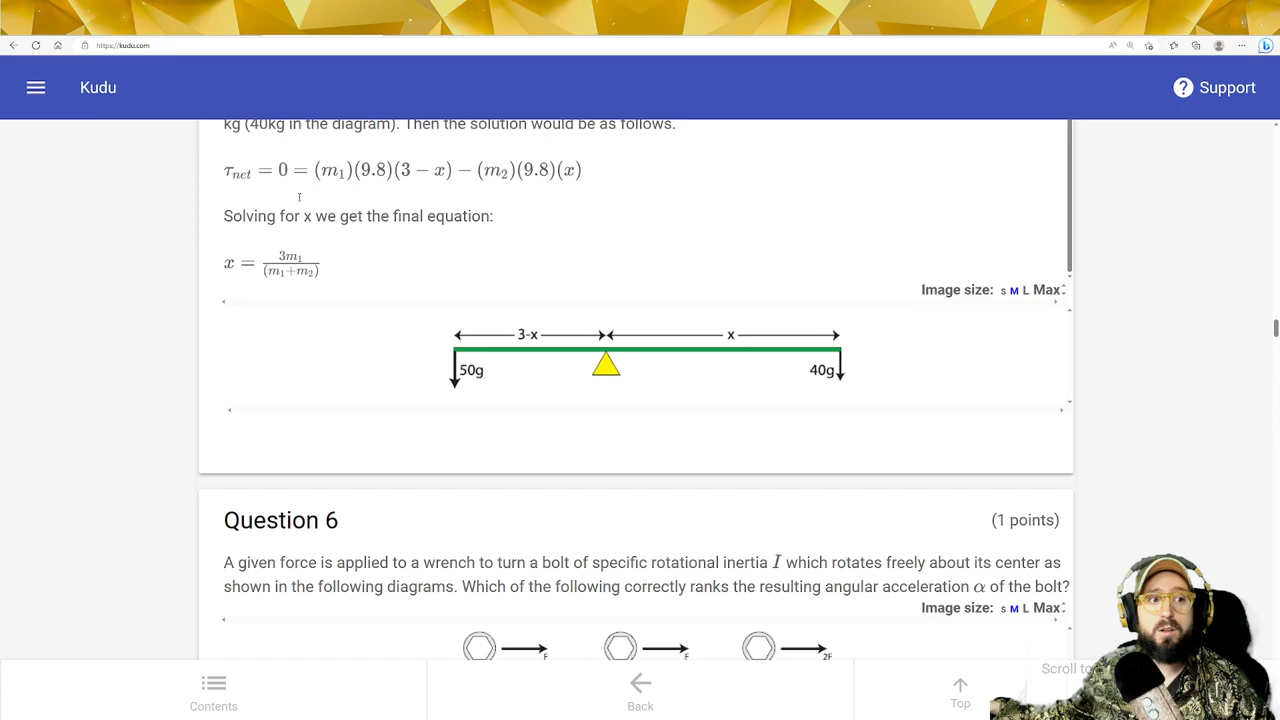 https://kudu.com
Kudu
? Support
kg (40kg in the diagram). Then the solution would be as follows.
τnet = 0 = (m1)(9.8)(3 − x) − (m2)(9.8)(x)
Solving for x we get the final equation:
x = 3m1/(m1+m2)
Image size: S M L Max
3-x x
50g 40g
Question 6 (1 points)
A given force is applied to a wrench to turn a bolt of specific rotational inertia I which rotates freely about its center as
shown in the following diagrams. Which of the following correctly ranks the resulting angular acceleration α of the bolt?
Image size: S M L Max
F F 2F
Scroll to
Contents Back Top